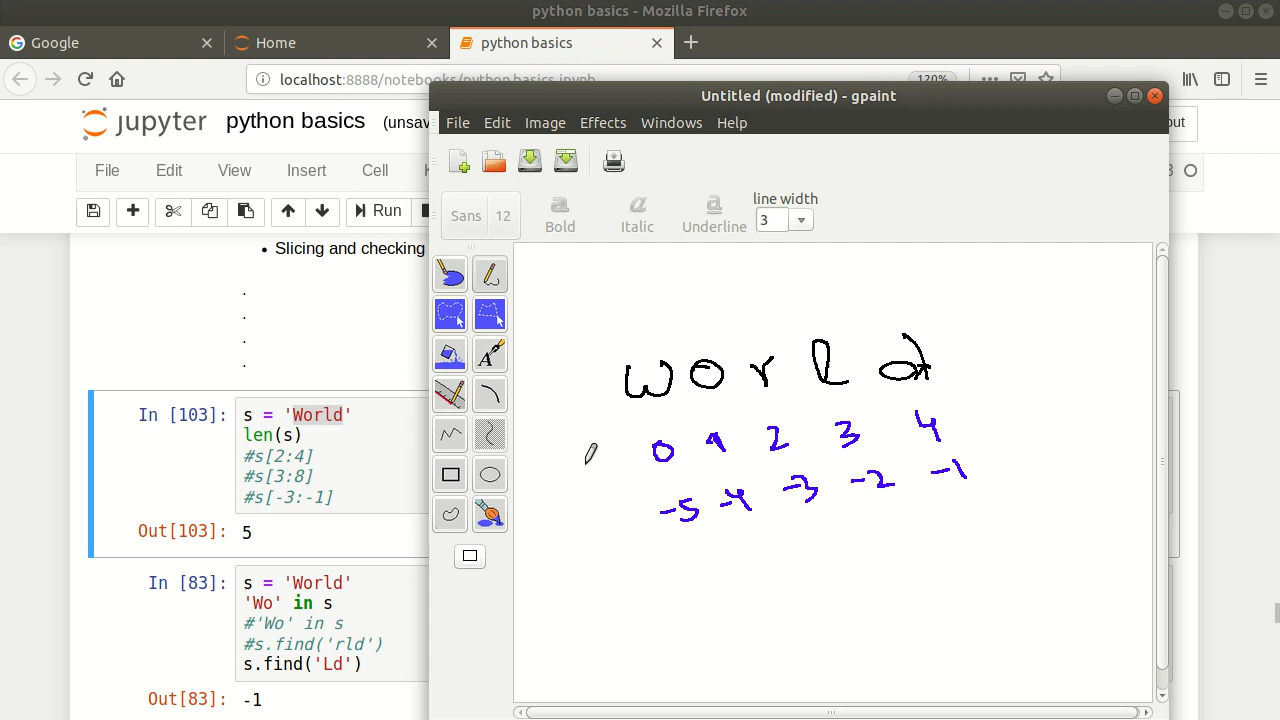 python basics - Mozilla Firefox
Google
Home
python basics
localhost:8888/notebooks/python basics.ipynb
120%
Untitled (modified) - gpaint
jupyter python basics (unsav
out
File Edit Image Effects Windows Help
File Edit View Insert Cell
3
Run
Sans 12
Bold
Italic
Underline
line width
3
• Slicing and checking
.
.
.
.
world
0 1 2 3 4
-5 -4 -3 -2 -1
In [103]: s = 'World'
len(s)
#s[2:4]
#s[3:8]
#s[-3:-1]
Out[103]: 5
In [83]: s = 'World'
'Wo' in s
#'Wo' in s
#s.find('rld')
s.find('Ld')
Out[83]: -1